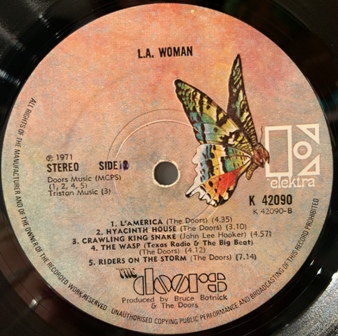 L.A. WOMAN
℗ 1971
STEREO SIDE 2
Doors Music (MCPS)
(1, 2, 4, 5)
Triston Music (3)
elektra
K 42090
K 42090-B
1. L'AMERICA (The Doors) (4.35)
2. HYACINTH HOUSE (The Doors) (3.10)
3. CRAWLING KING SNAKE (John Lee Hooker) (4.57)
4. THE WASP (Texas Radio & The Big Beat)
(The Doors) (4.12)
5. RIDERS ON THE STORM (The Doors) (7.14)
THE
doors
Produced by Bruce Botnick
& The Doors
ALL RIGHTS OF THE MANUFACTURER AND OF THE OWNER OF THE RECORDED WORK RESERVED. UNAUTHORISED COPYING PUBLIC PERFORMANCE AND BROADCASTING OF THIS RECORD PROHIBITED